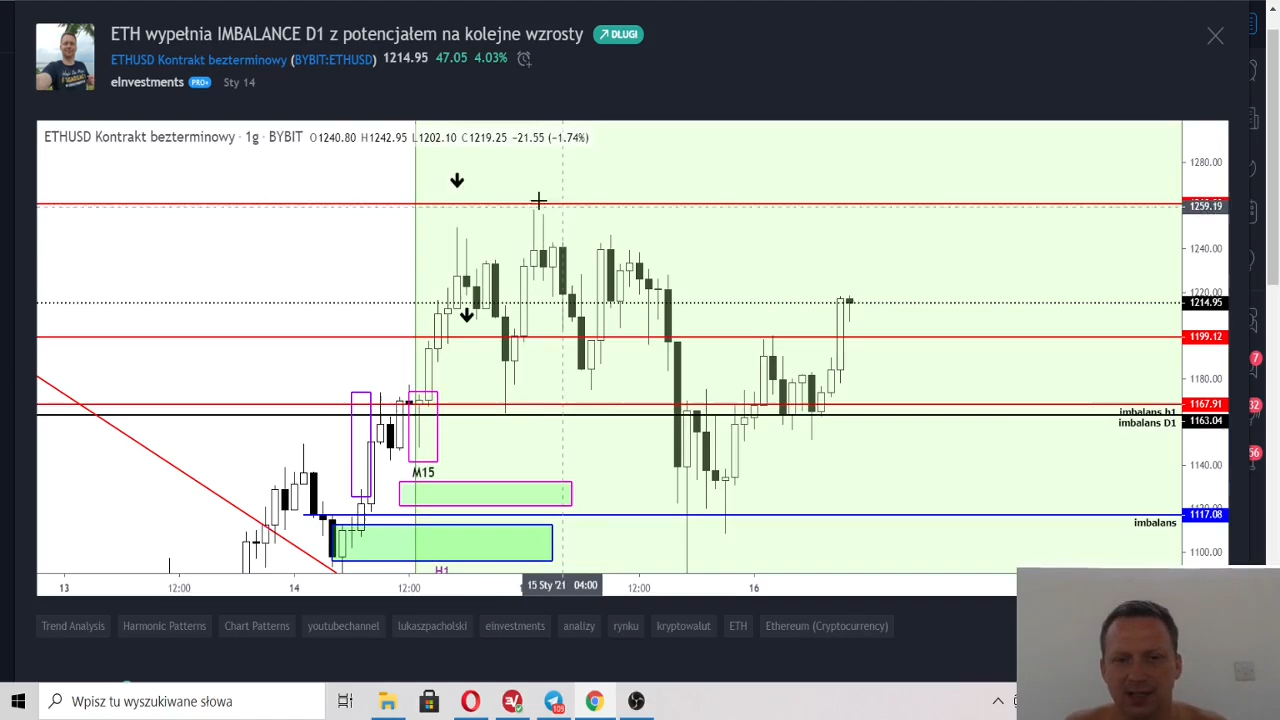 ETH wypełnia IMBALANCE D1 z potencjałem na kolejne wzrosty DŁUGI
ETHUSD Kontrakt bezterminowy (BYBIT:ETHUSD) 1214.95 47.05 4.03%
eInvestments PRO+ Sty 14
ETHUSD Kontrakt bezterminowy · 1g · BYBIT O1240.80 H1242.95 L1202.10 C1219.25 −21.55 (−1.74%)
1280.00
1259.19
1240.00
1220.00
1214.95
1199.12
1180.00
1167.91
imbalans h1
imbalans D1 1163.04
1140.00
M15
1117.08
imbalans
1100.00
H1
13 12:00 14 12:00 15 Sty '21 04:00 12:00 16
Trend Analysis Harmonic Patterns Chart Patterns youtubechannel lukaszpacholski einvestments analizy rynku kryptowalut ETH Ethereum (Cryptocurrency)
7
32
56
Wpisz tu wyszukiwane słowa